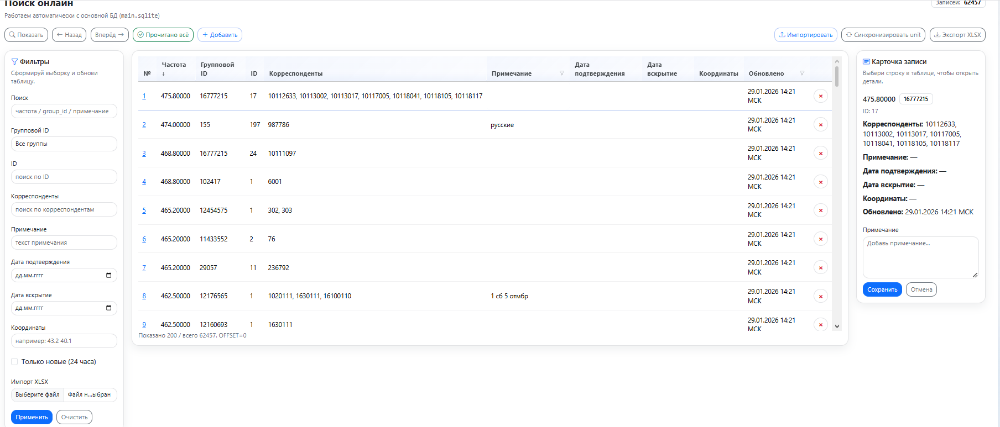 Поиск онлайн
Записей: 62457
Работаем автоматически с основной БД (main.sqlite)
Показать
← Назад
Вперёд →
Прочитано всё
+ Добавить
Импортировать
Синхронизировать unit
Экспорт XLSX
Фильтры
Сформируй выборку и обнови
таблицу.
Поиск
частота / group_id / примечание
Групповой ID
Все группы
ID
поиск по ID
Корреспонденты
поиск по корреспондентам
Примечание
текст примечания
Дата подтверждения
дд.мм.гггг
Дата вскрытие
дд.мм.гггг
Координаты
например: 43.2 40.1
Только новые (24 часа)
Импорт XLSX
Выберите файл Файл н...ыбран
Применить Очистить
№ Частота ↓ Групповой ID ID Корреспонденты Примечание Дата подтверждения Дата вскрытие Координаты Обновлено
1 475.80000 16777215 17 10112633, 10113002, 10113017, 10117005, 10118041, 10118105, 10118117 29.01.2026 14:21 МСК ×
2 474.00000 155 197 987786 русские 29.01.2026 14:21 МСК ×
3 468.80000 16777215 24 10111097 29.01.2026 14:21 МСК ×
4 468.80000 102417 1 6001 29.01.2026 14:21 МСК ×
5 465.20000 12454575 1 302, 303 29.01.2026 14:21 МСК ×
6 465.20000 11433552 2 76 29.01.2026 14:21 МСК ×
7 465.20000 29057 11 236792 29.01.2026 14:21 МСК ×
8 462.50000 12176565 1 1020111, 1630111, 16100110 1 сб 5 отмбр 29.01.2026 14:21 МСК ×
9 462.50000 12160693 1 1630111 29.01.2026 14:21 МСК ×
Показано 200 / всего 62457. OFFSET=0
Карточка записи
Выбери строку в таблице, чтобы открыть
детали.
475.80000 16777215
ID: 17
Корреспонденты: 10112633,
10113002, 10113017, 10117005,
10118041, 10118105, 10118117
Примечание: —
Дата подтверждения: —
Дата вскрытие: —
Координаты: —
Обновлено: 29.01.2026 14:21 МСК
Примечание
Добавь примечание...
Сохранить Отмена